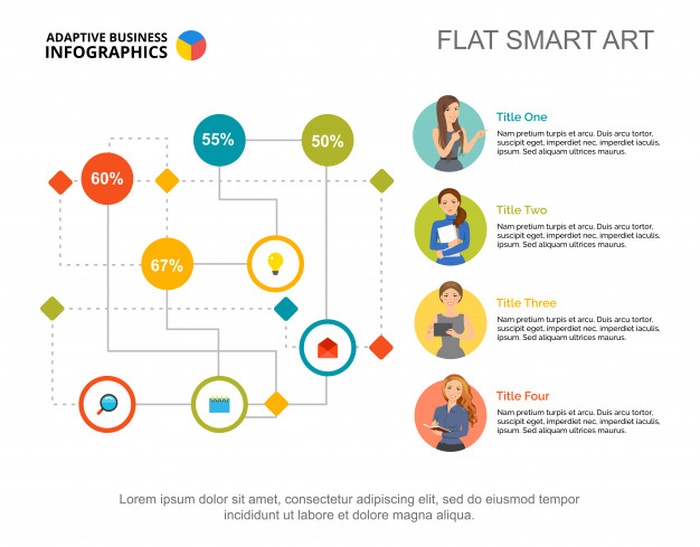 ADAPTIVE BUSINESS
INFOGRAPHICS
FLAT SMART ART
55%
50%
60%
67%
Title One
Nam pretium turpis et arcu. Duis arcu tortor,
suscipit eget, imperdiet nec, imperdiet iaculis,
ipsum. Sed aliquam ultrices mauris.
Title Two
Nam pretium turpis et arcu. Duis arcu tortor,
suscipit eget, imperdiet nec, imperdiet iaculis,
ipsum. Sed aliquam ultrices mauris.
Title Three
Nam pretium turpis et arcu. Duis arcu tortor,
suscipit eget, imperdiet nec, imperdiet iaculis,
ipsum. Sed aliquam ultrices mauris.
Title Four
Nam pretium turpis et arcu. Duis arcu tortor,
suscipit eget, imperdiet nec, imperdiet iaculis,
ipsum. Sed aliquam ultrices mauris.
Lorem ipsum dolor sit amet, consectetur adipiscing elit, sed do eiusmod tempor
incididunt ut labore et dolore magna aliqua.